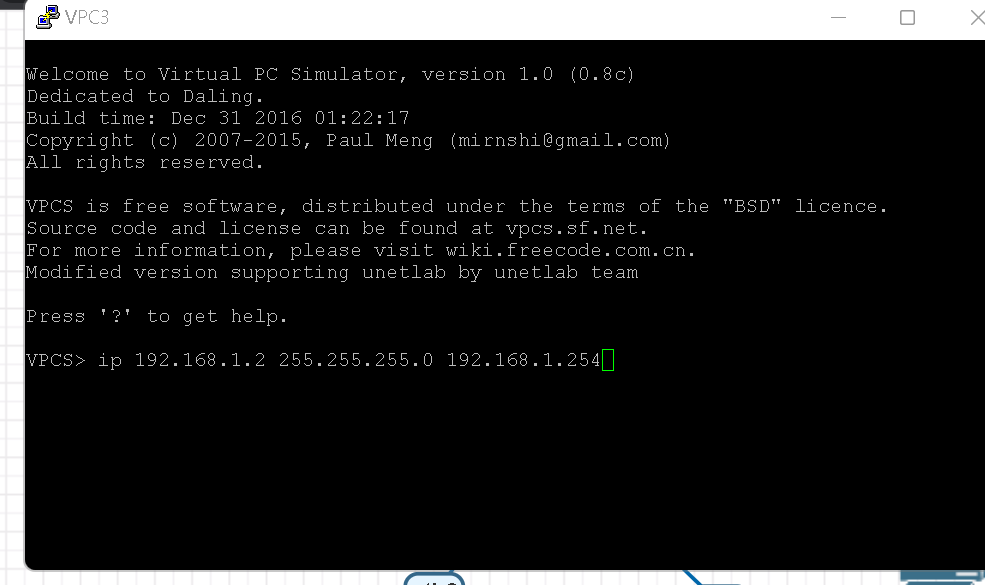 VPC3
Welcome to Virtual PC Simulator, version 1.0 (0.8c)
Dedicated to Daling.
Build time: Dec 31 2016 01:22:17
Copyright (c) 2007-2015, Paul Meng (mirnshi@gmail.com)
All rights reserved.
VPCS is free software, distributed under the terms of the "BSD" licence.
Source code and license can be found at vpcs.sf.net.
For more information, please visit wiki.freecode.com.cn.
Modified version supporting unetlab by unetlab team
Press '?' to get help.
VPCS> ip 192.168.1.2 255.255.255.0 192.168.1.254